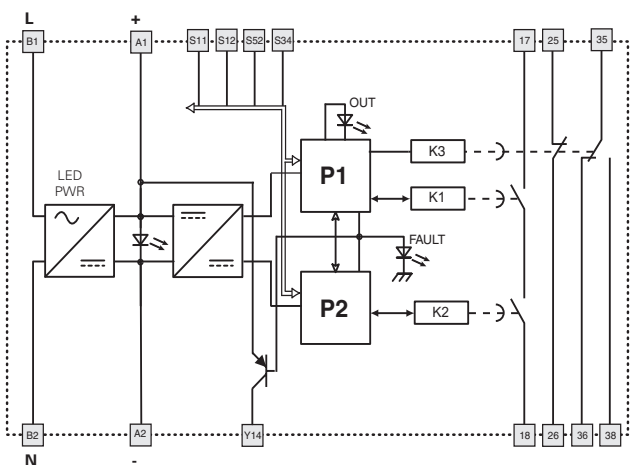 L +
B1 A1 S11 S12 S52 S34 17 25 35
OUT
K3
LED
PWR
P1
K1
FAULT
P2
K2
B2 A2 Y14 18 26 36 38
N -